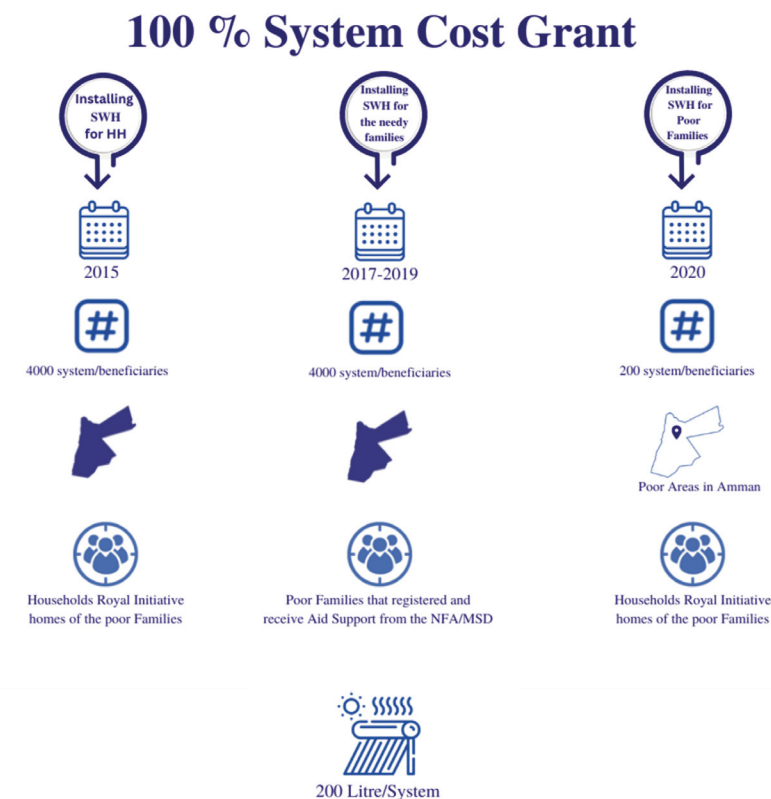 100 % System Cost Grant
Installing
SWH
for HH
2015
#
4000 system/beneficiaries
Households Royal Initiative
homes of the poor Families
Installing
SWH for
the needy
families
2017-2019
#
4000 system/beneficiaries
Poor Families that registered and
receive Aid Support from the NFA/MSD
Installing
SWH for
Poor
Families
2020
#
200 system/beneficiaries
Poor Areas in Amman
Households Royal Initiative
homes of the poor Families
200 Litre/System